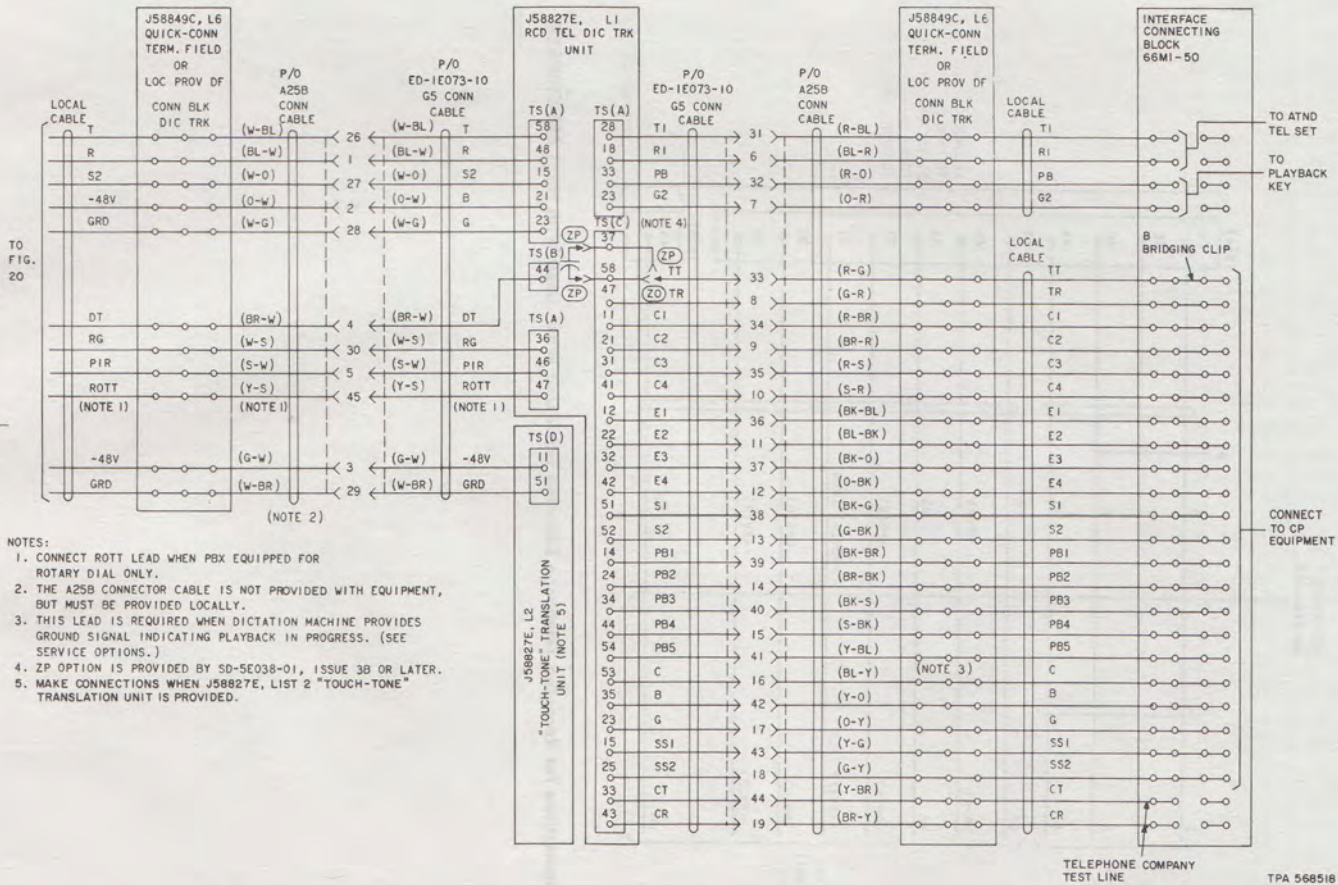 J58849C, L6
QUICK-CONN
TERM. FIELD
OR
LOC PROV DF
CONN BLK
DIC TRK
LOCAL
CABLE
P/O
A25B
CONN
CABLE
P/O
ED-1E073-10
G5 CONN
CABLE
J58827E, L1
RCD TEL DIC TRK
UNIT
P/O
ED-1E073-10
G5 CONN
CABLE
P/O
A25B
CONN
CABLE
J58849C, L6
QUICK-CONN
TERM. FIELD
OR
LOC PROV DF
CONN BLK
DIC TRK
LOCAL
CABLE
INTERFACE
CONNECTING
BLOCK
66M1-50
TO
FIG.
20
TS(A)
T (W-BL) 26 (W-BL) T 58
R (BL-W) 1 (BL-W) R 48
S2 (W-O) 27 (W-O) S2 15
-48V (O-W) 2 (O-W) B 21
GRD (W-G) 28 (W-G) G 23
TS(B)
44
DT (BR-W) 4 (BR-W) DT
TS(A)
RG (W-S) 30 (W-S) RG 36
PIR (S-W) 5 (S-W) PIR 46
ROTT (Y-S) 45 (Y-S) ROTT 47
(NOTE 1) (NOTE 1) (NOTE 1)
TS(D)
-48V (G-W) 3 (G-W) -48V 11
GRD (W-BR) 29 (W-BR) GRD 51
(NOTE 2)
J58827E, L2
"TOUCH-TONE" TRANSLATION
UNIT (NOTE 5)
TS(A)
28 T1 31 (R-BL) T1
18 R1 6 (BL-R) R1
33 PB 32 (R-O) PB
23 G2 7 (O-R) G2
TO ATND
TEL SET
TO
PLAYBACK
KEY
TS(C) (NOTE 4)
37
ZP
ZP
ZP
ZO
LOCAL
CABLE
B
BRIDGING CLIP
58 TT 33 (R-G) TT
47 TR 8 (G-R) TR
11 C1 34 (R-BR) C1
21 C2 9 (BR-R) C2
31 C3 35 (R-S) C3
41 C4 10 (S-R) C4
12 E1 36 (BK-BL) E1
22 E2 11 (BL-BK) E2
32 E3 37 (BK-O) E3
42 E4 12 (O-BK) E4
51 S1 38 (BK-G) S1
52 S2 13 (G-BK) S2
14 PB1 39 (BK-BR) PB1
24 PB2 14 (BR-BK) PB2
34 PB3 40 (BK-S) PB3
44 PB4 15 (S-BK) PB4
54 PB5 41 (Y-BL) PB5
53 C 16 (BL-Y) (NOTE 3) C
35 B 42 (Y-O) B
23 G 17 (O-Y) G
15 SS1 43 (Y-G) SS1
25 SS2 18 (G-Y) SS2
33 CT 44 (Y-BR) CT
43 CR 19 (BR-Y) CR
CONNECT
TO CP
EQUIPMENT
TELEPHONE COMPANY
TEST LINE
NOTES:
1. CONNECT ROTT LEAD WHEN PBX EQUIPPED FOR
ROTARY DIAL ONLY.
2. THE A25B CONNECTOR CABLE IS NOT PROVIDED WITH EQUIPMENT,
BUT MUST BE PROVIDED LOCALLY.
3. THIS LEAD IS REQUIRED WHEN DICTATION MACHINE PROVIDES
GROUND SIGNAL INDICATING PLAYBACK IN PROGRESS. (SEE
SERVICE OPTIONS.)
4. ZP OPTION IS PROVIDED BY SD-5E038-01, ISSUE 3B OR LATER.
5. MAKE CONNECTIONS WHEN J58827E, LIST 2 "TOUCH-TONE"
TRANSLATION UNIT IS PROVIDED.
TPA 568518